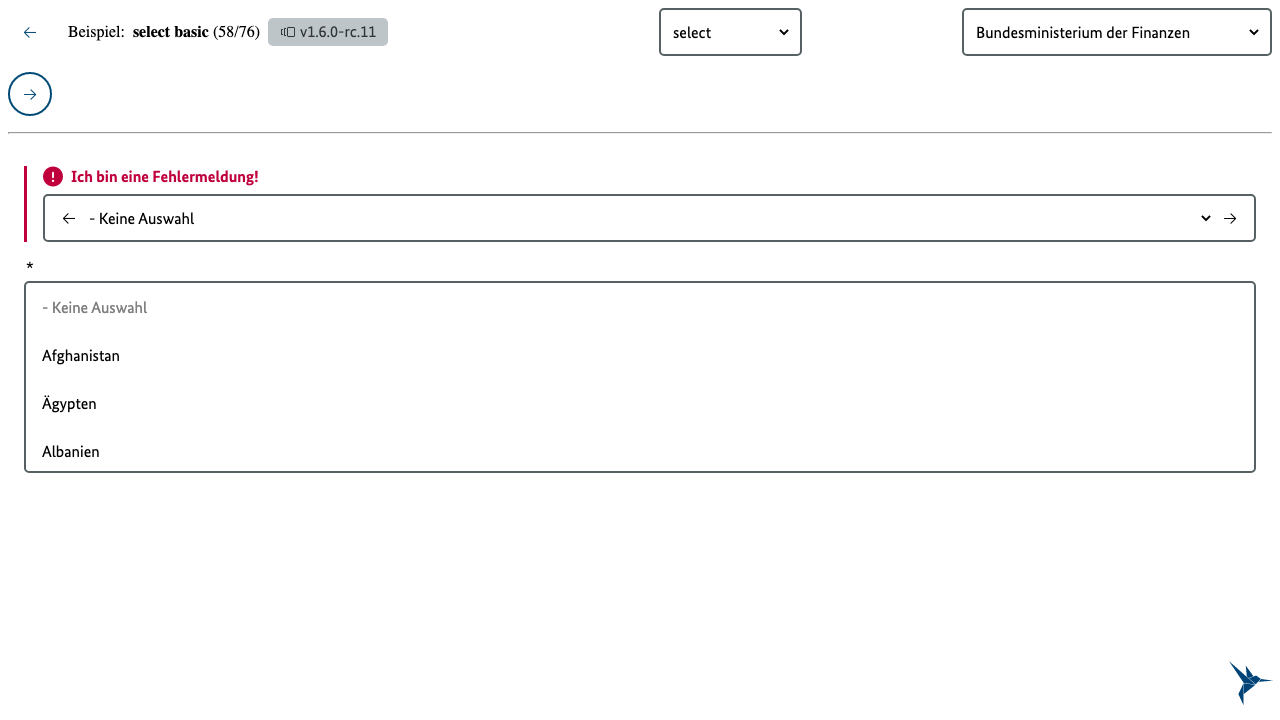 Beispiel: select basic (58/76) v1.6.0-rc.11 select Bundesministerium der Finanzen
Ich bin eine Fehlermeldung!
- Keine Auswahl
*
- Keine Auswahl
Afghanistan
Ägypten
Albanien